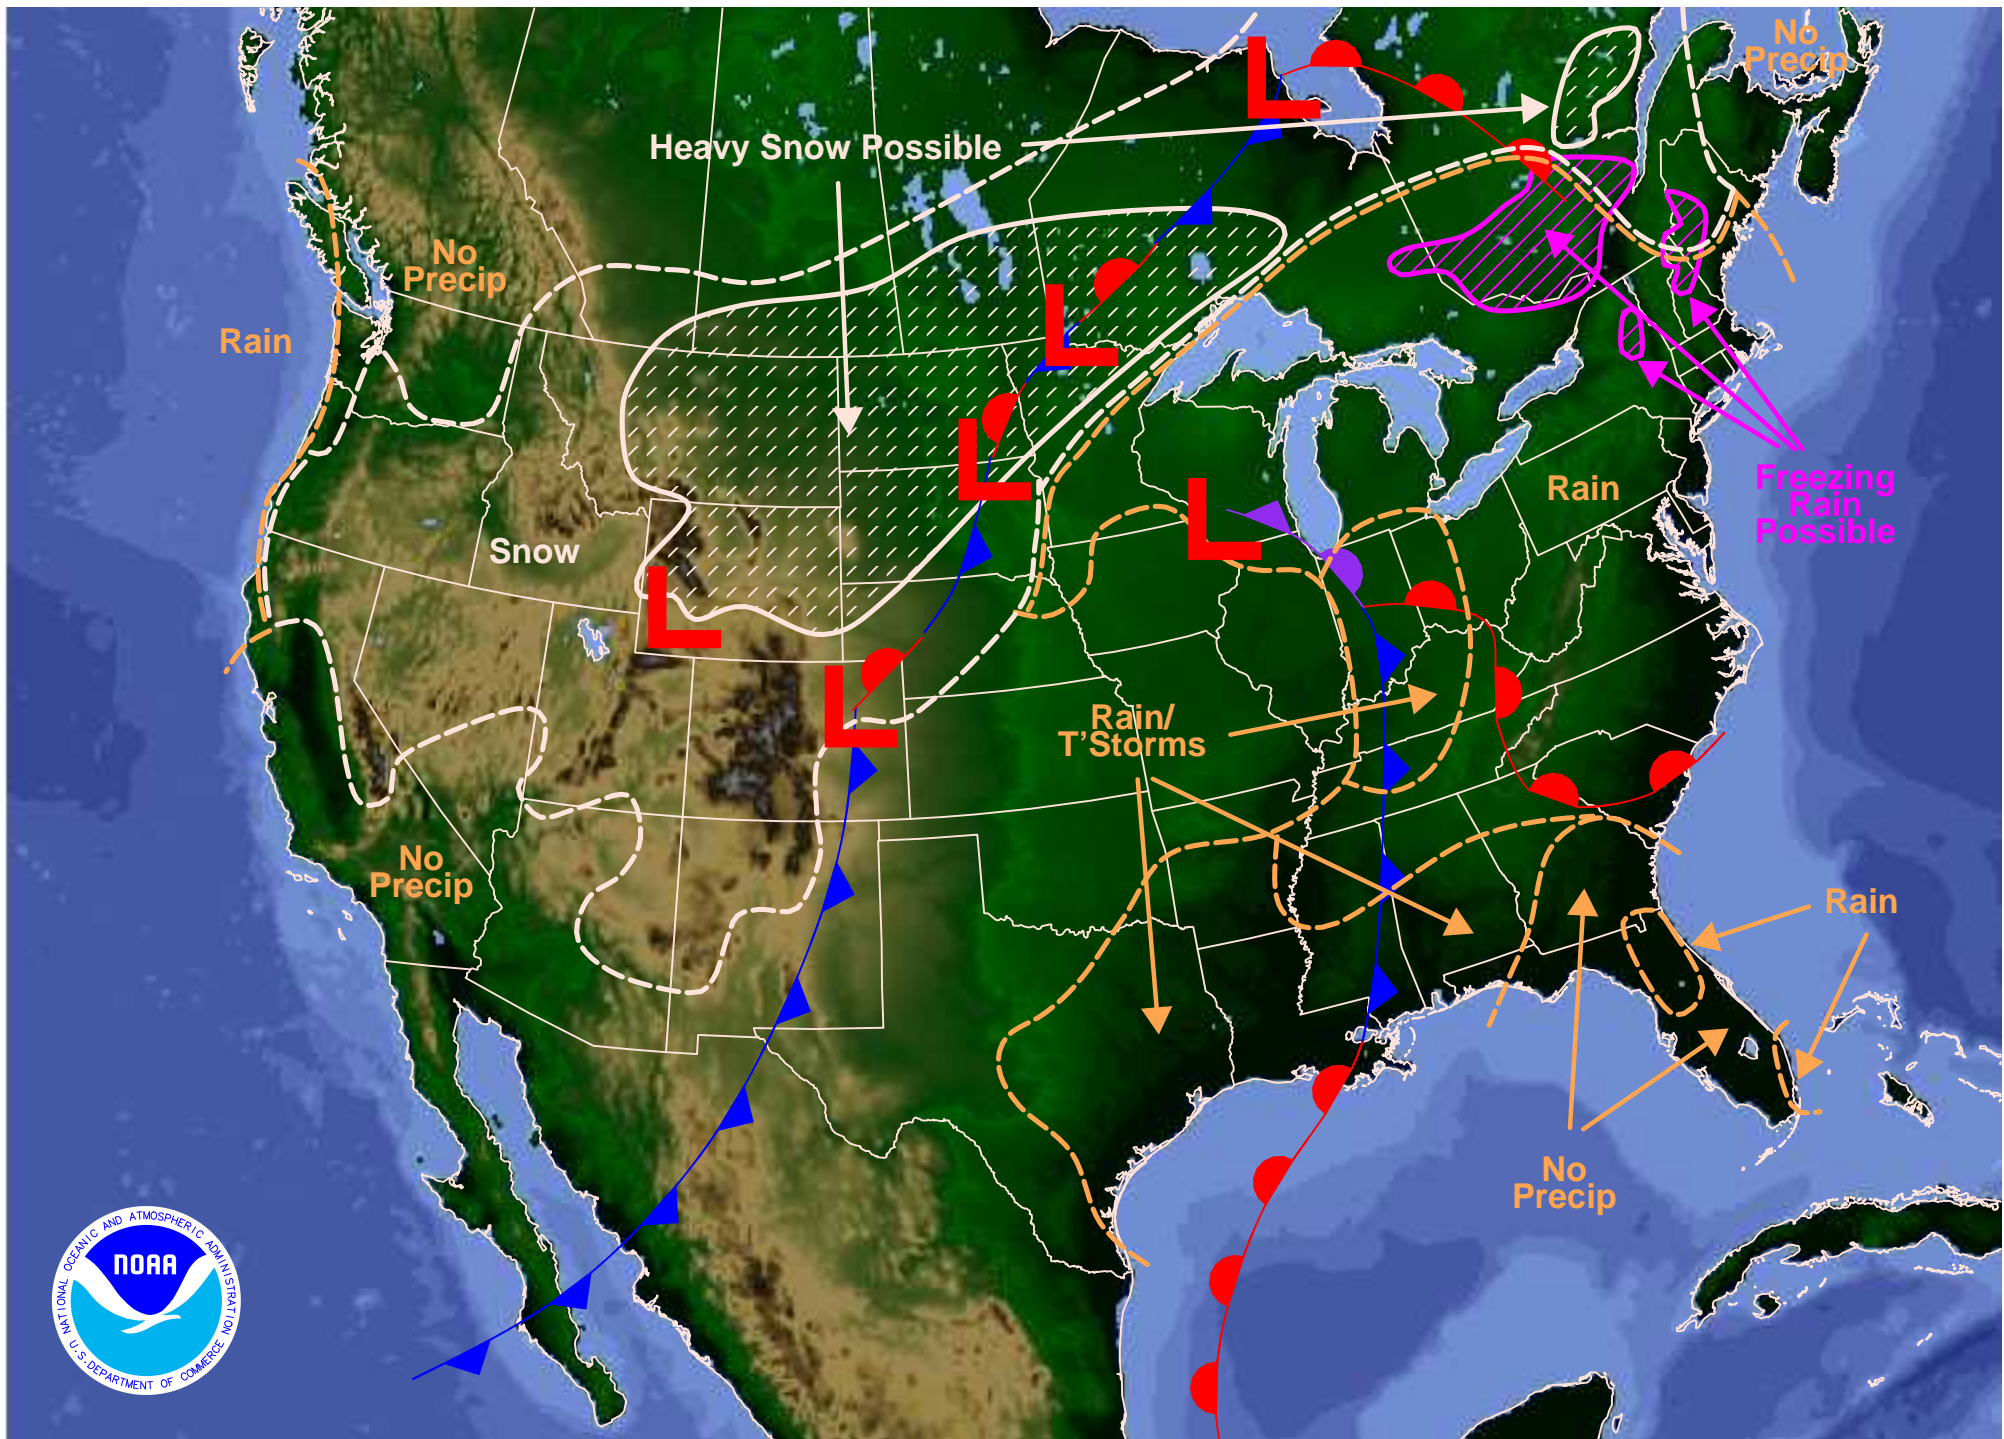 No
Precip
Heavy Snow Possible
No
Precip
Rain
Freezing
Rain
Possible
Rain
Snow
Rain/
T'Storms
No
Precip
Rain
No
Precip
L
L
L
L
L
L
NATIONAL OCEANIC AND ATMOSPHERIC ADMINISTRATION
NOAA
U.S. DEPARTMENT OF COMMERCE